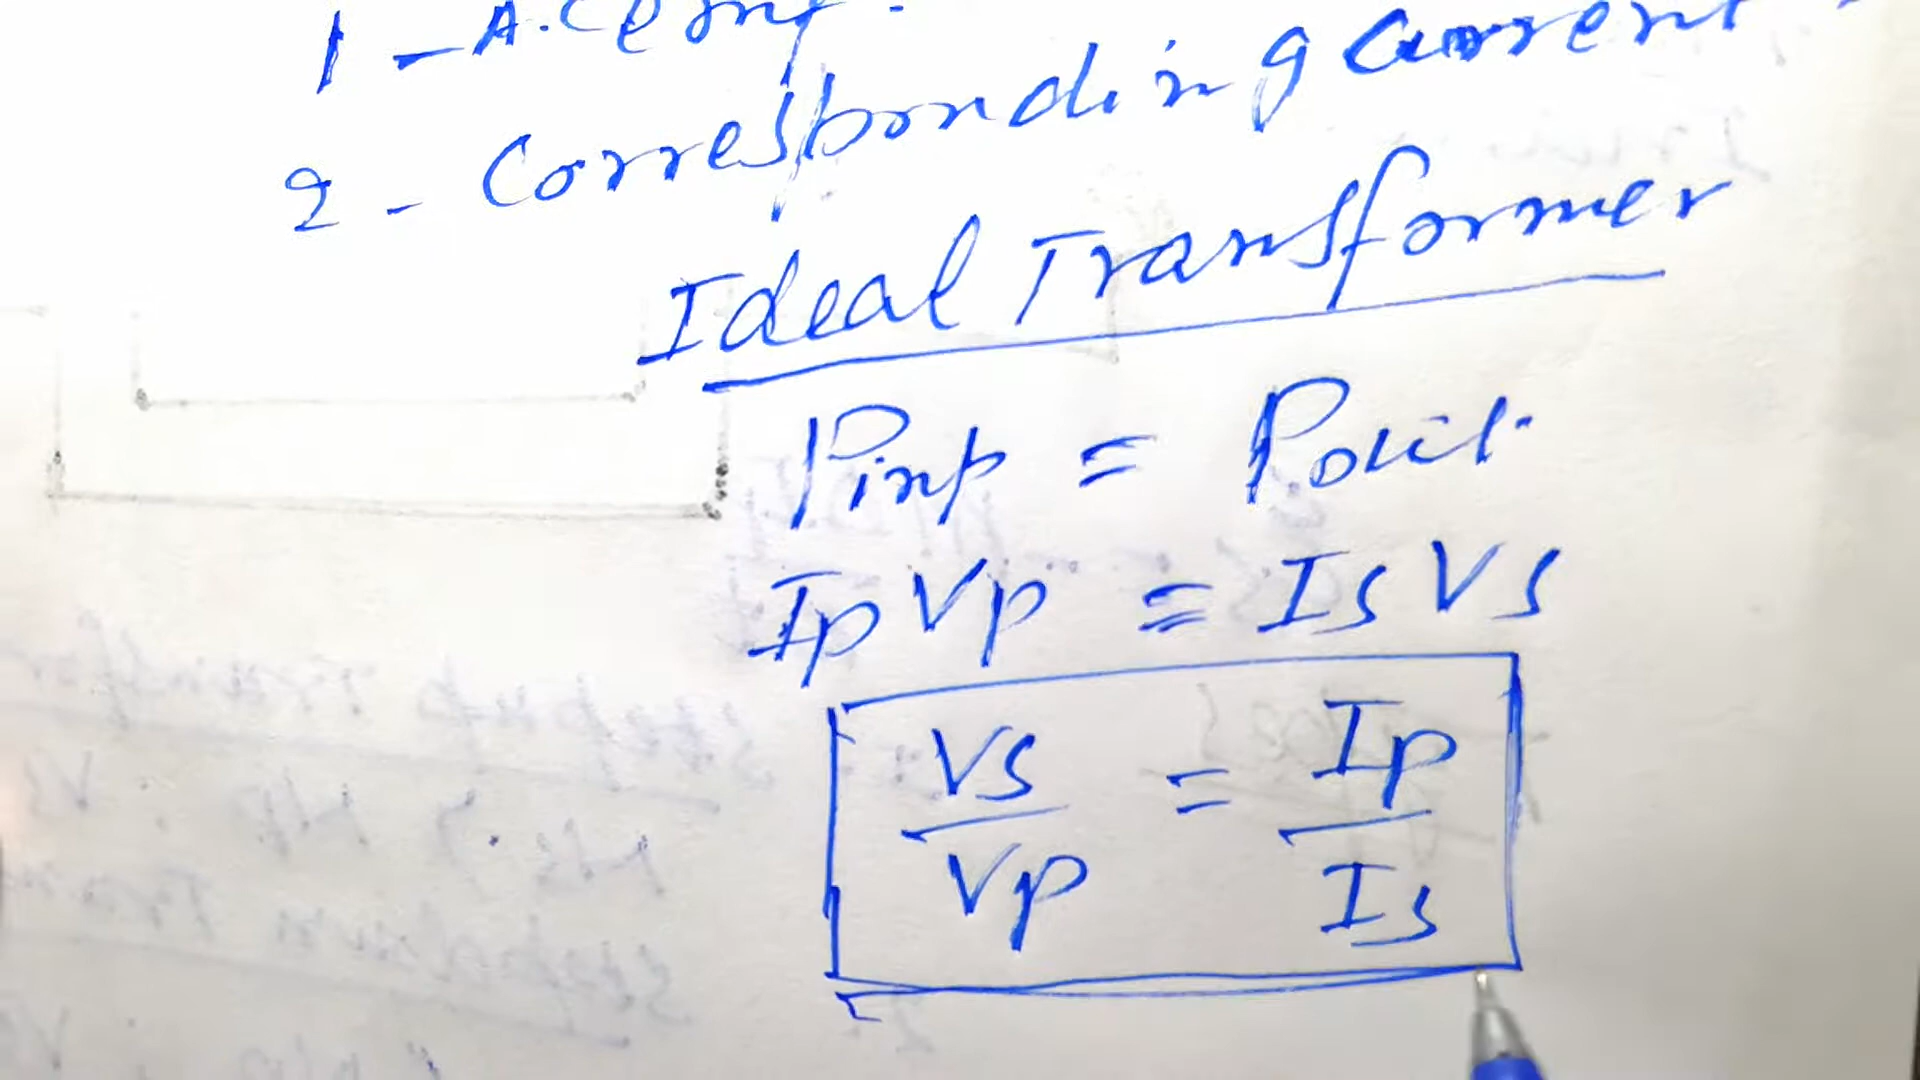 1 - A.C emf.
2 - Corresponding Current
Ideal Transformer
Pinp = Pout.
Ip Vp = Is Vs
Vs/Vp = Ip/Is